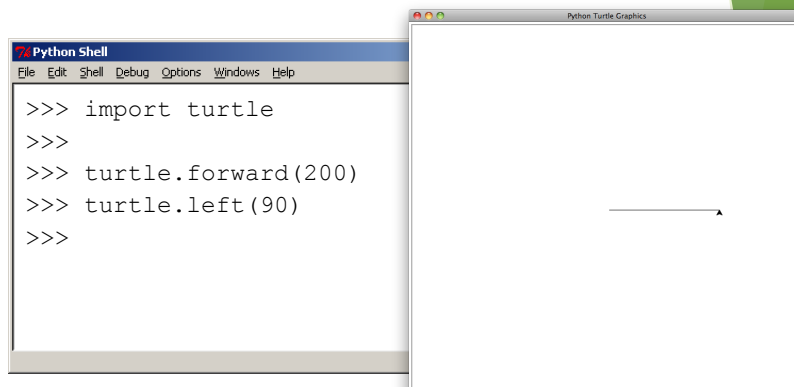 Python Turtle Graphics
Python Shell
File Edit Shell Debug Options Windows Help
>>> import turtle
>>>
>>> turtle.forward(200)
>>> turtle.left(90)
>>>